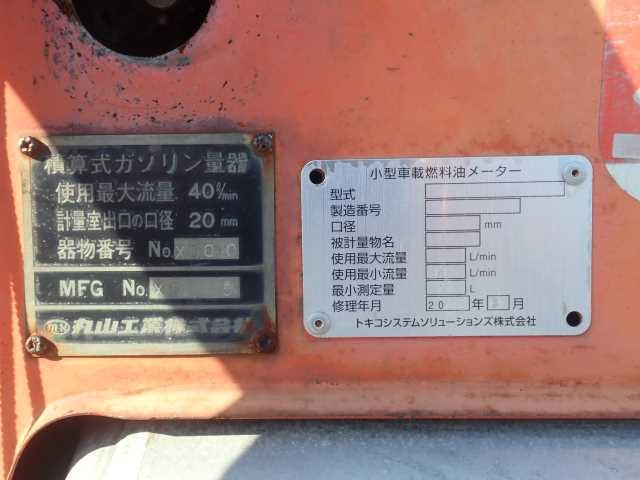 積算式ガソリン量器
使用最大流量 40ℓ/min
計量室出口の口径 20mm
器物番号 No.
MFG No.
丸山工業株式会社
小型車載燃料油メーター
型式
製造番号
口径 mm
被計量物名
使用最大流量 L/min
使用最小流量 L/min
最小測定量 L
修理年月 20 年 月
トキコシステムソリューションズ株式会社